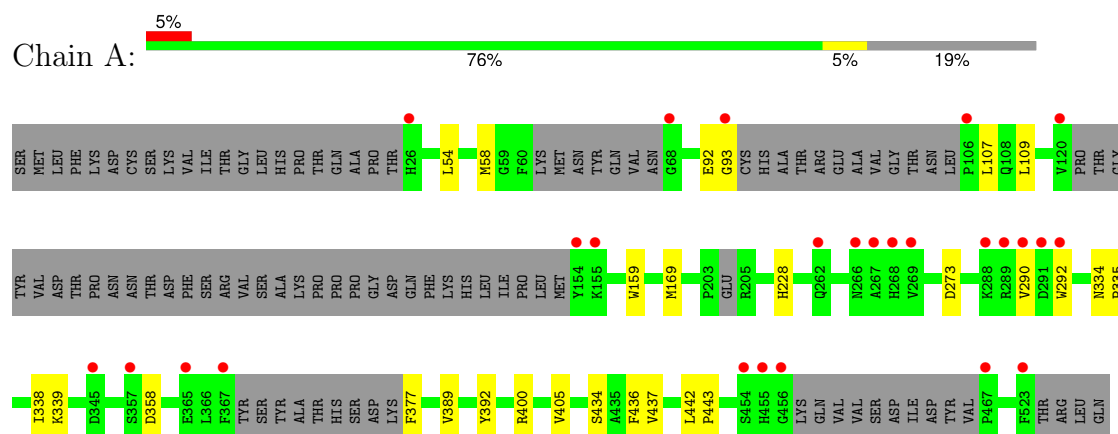 5%
Chain A:
76% 5% 19%
SER MET LEU PHE LYS ASP CYS SER LYS VAL ILE THR GLY LEU HIS PRO THR GLN ALA PRO THR H26 L54 M58 G59 F60 LYS MET ASN TYR GLN VAL ASN G68 E92 G93 CYS HIS ALA THR ARG GLU ALA VAL GLY THR ASN LEU P106 L107 Q108 L109 V120 PRO THR GLY
TYR VAL ASP THR PRO ASN ASN THR ASP PHE SER ARG VAL SER ALA LYS PRO PRO PRO GLY ASP GLN PHE LYS HIS LEU ILE PRO LEU MET Y154 K155 W159 M169 P203 GLU R205 H228 Q262 N266 A267 H268 V269 D273 K288 R289 V290 D291 W292 N334 P335
I338 K339 D345 S357 D358 E365 L366 F367 TYR SER TYR ALA THR HIS SER ASP LYS F377 V389 Y392 R400 V405 S434 A435 F436 V437 L442 P443 S454 H455 G456 LYS GLN VAL VAL SER ASP ILE ASP TYR VAL P467 F523 THR ARG LEU GLN